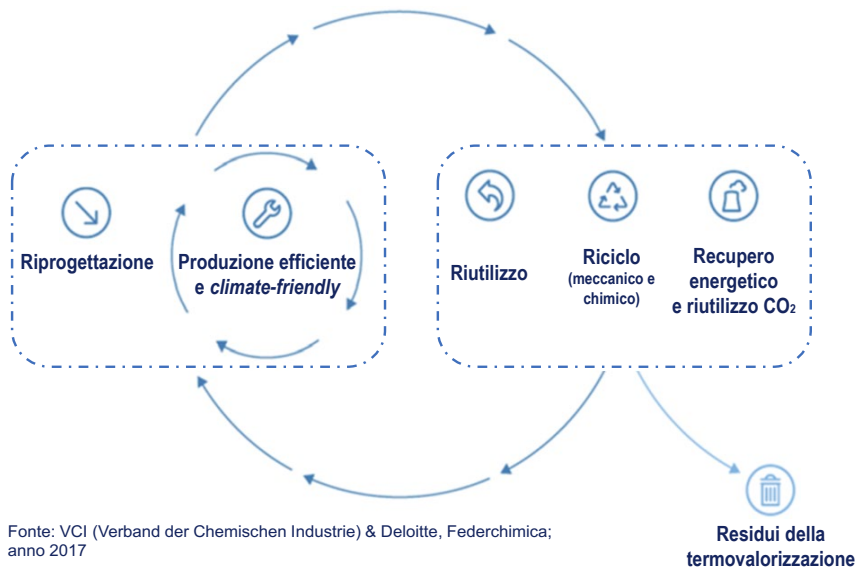 Riprogettazione
Produzione efficiente
e climate-friendly
Riutilizzo
Riciclo
(meccanico e
chimico)
Recupero
energetico
e riutilizzo CO₂
Fonte: VCI (Verband der Chemischen Industrie) & Deloitte, Federchimica;
anno 2017
Residui della
termovalorizzazione